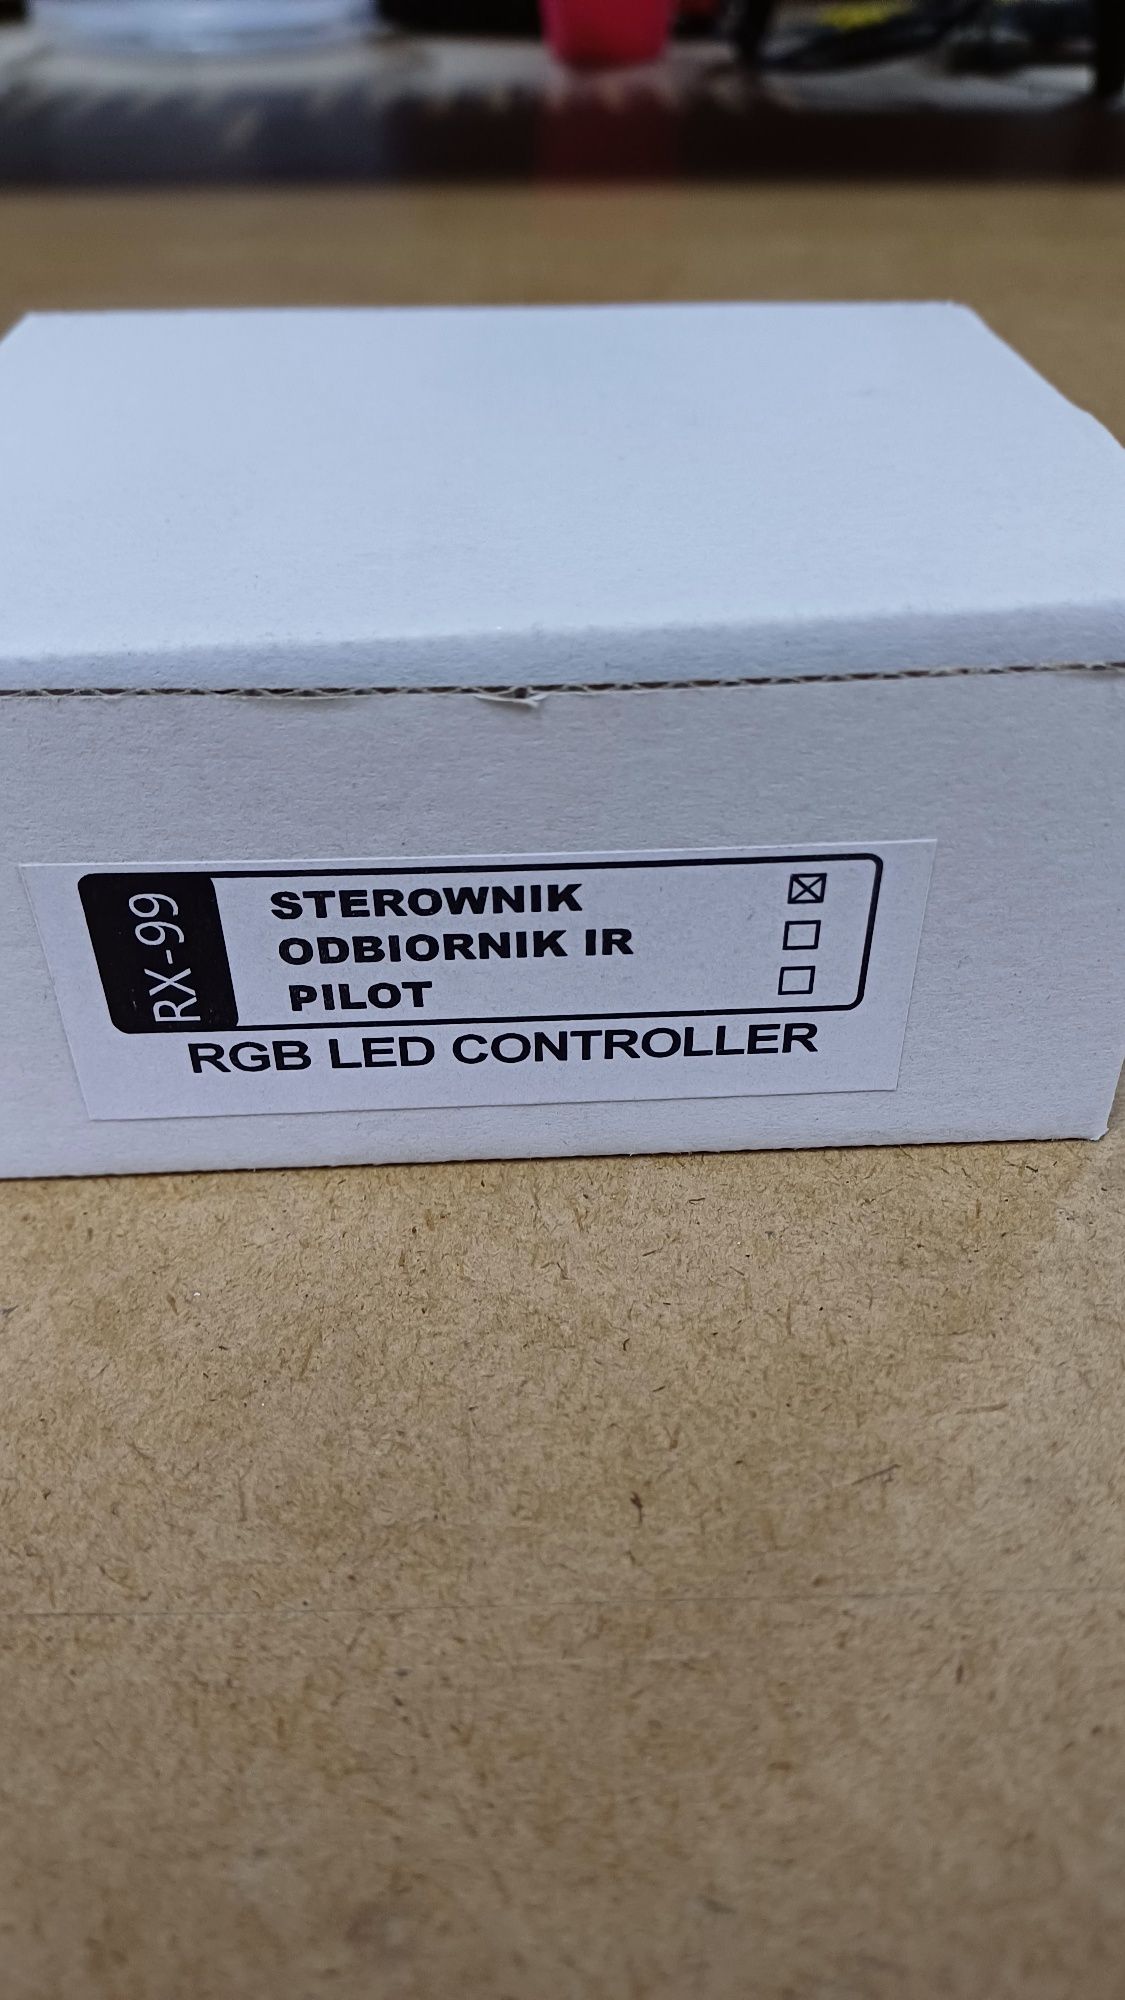 RX-99
STEROWNIK
ODBIORNIK IR
PILOT
RGB LED CONTROLLER